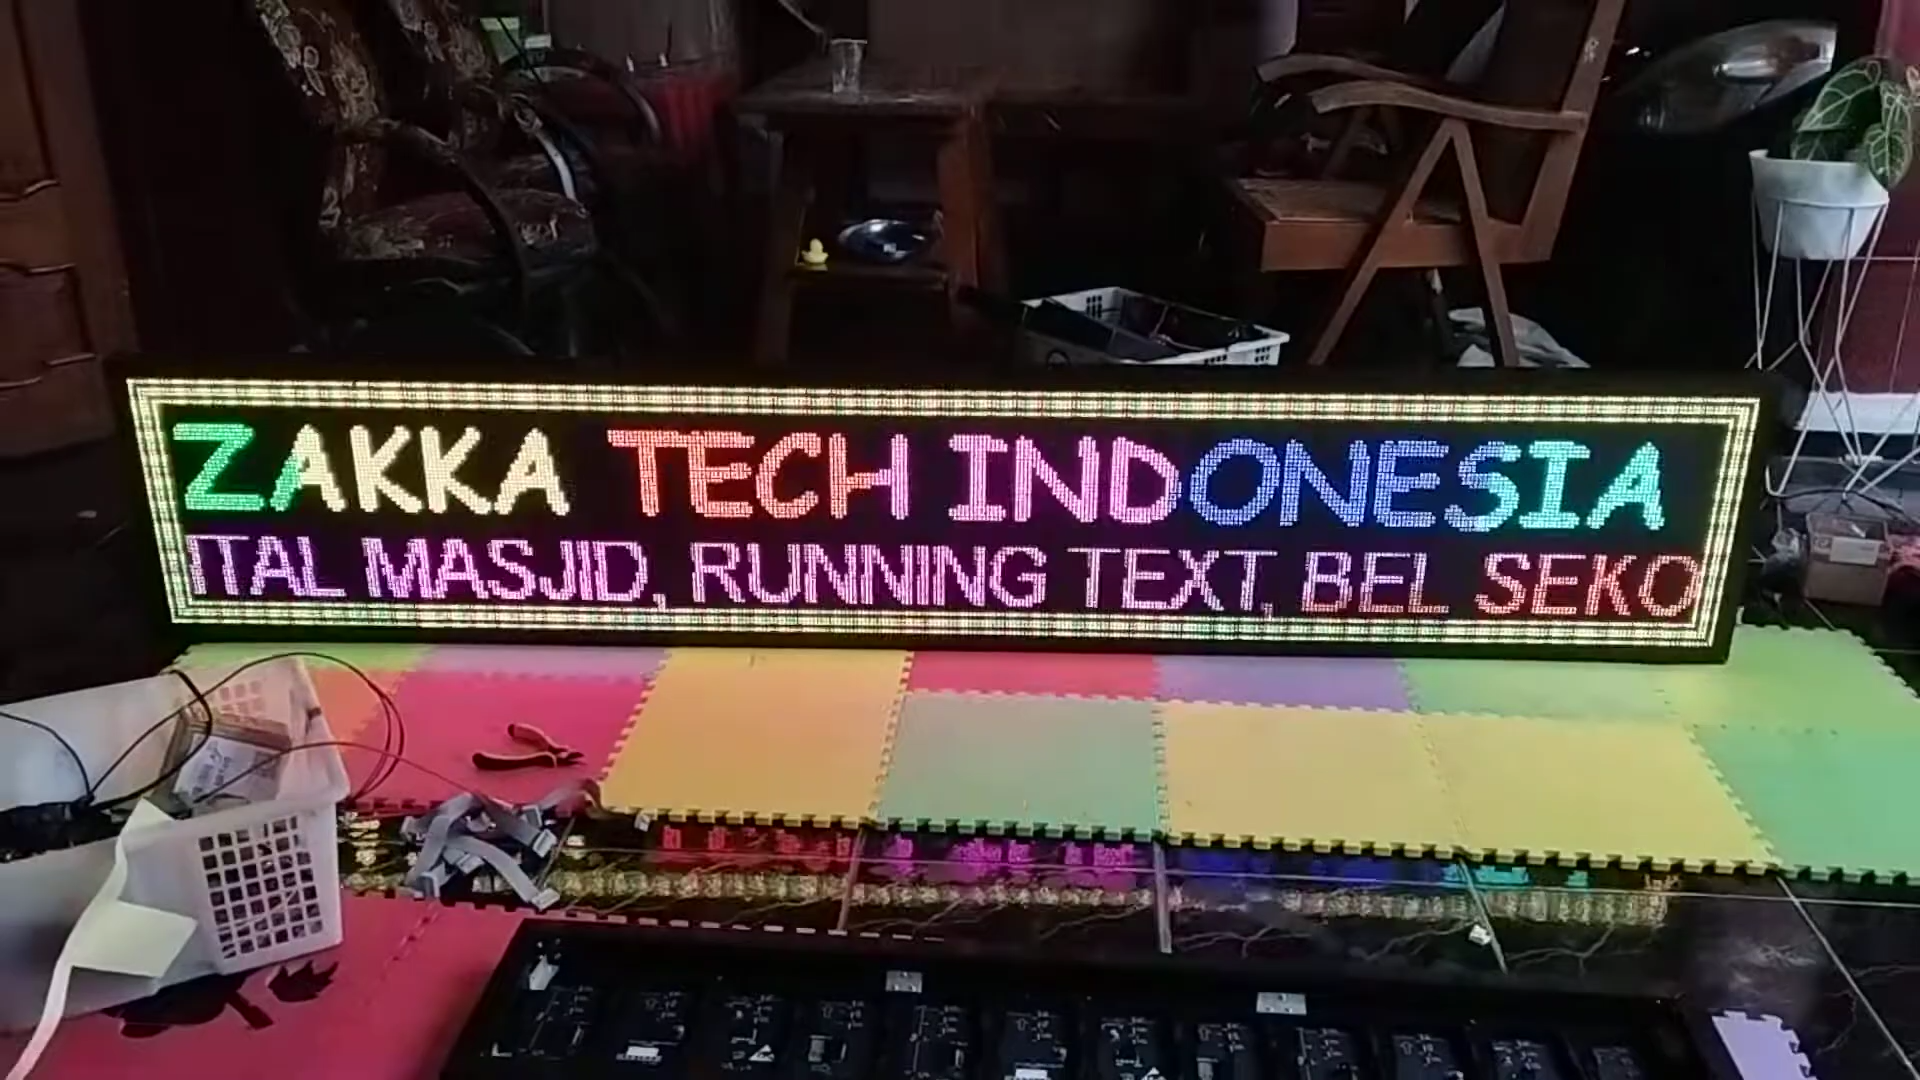 ZAKKA TECH INDONESIA
ITAL MASJID, RUNNING TEXT, BEL SEKO